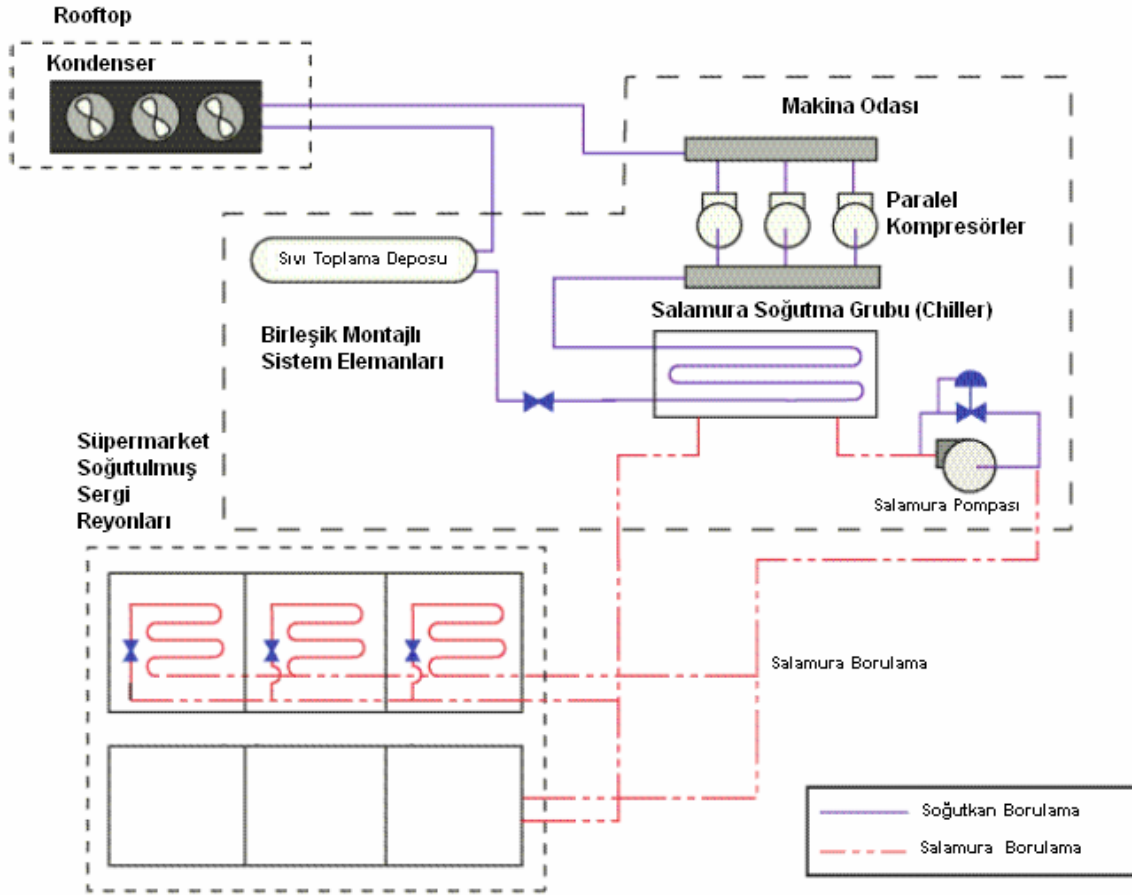 Rooftop
Kondenser
Makina Odası
Paralel
Kompresörler
Sıvı Toplama Deposu
Salamura Soğutma Grubu (Chiller)
Birleşik Montajlı
Sistem Elemanları
Süpermarket
Soğutulmuş
Sergi
Reyonları
Salamura Pompası
Salamura Borulama
Soğutkan Borulama
Salamura Borulama